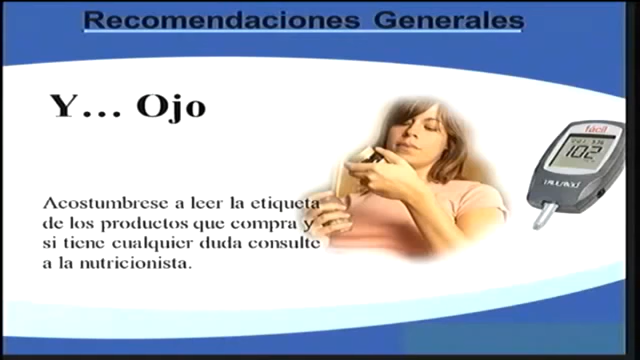 Recomendaciones Generales
Y... Ojo
fácil
102
Acostumbrese a leer la etiqueta
de los productos que compra y
si tiene cualquier duda consulte
a la nutricionista.